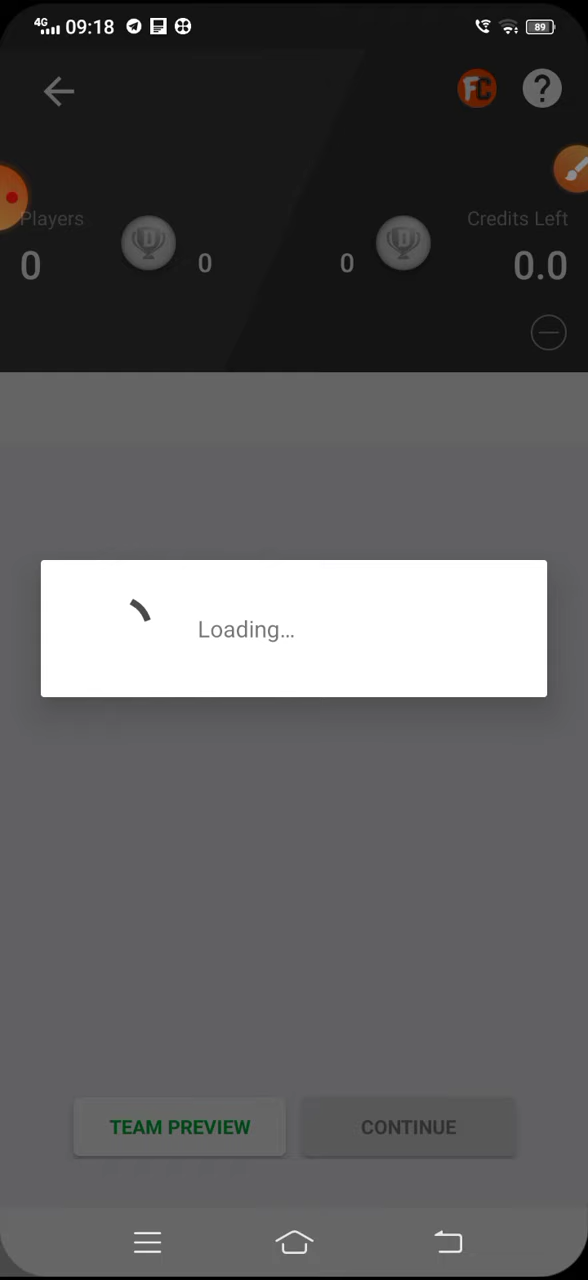 4G 09:18 89
FC ?
Players Credits Left
0 D 0 0 D 0.0
Loading...
TEAM PREVIEW CONTINUE